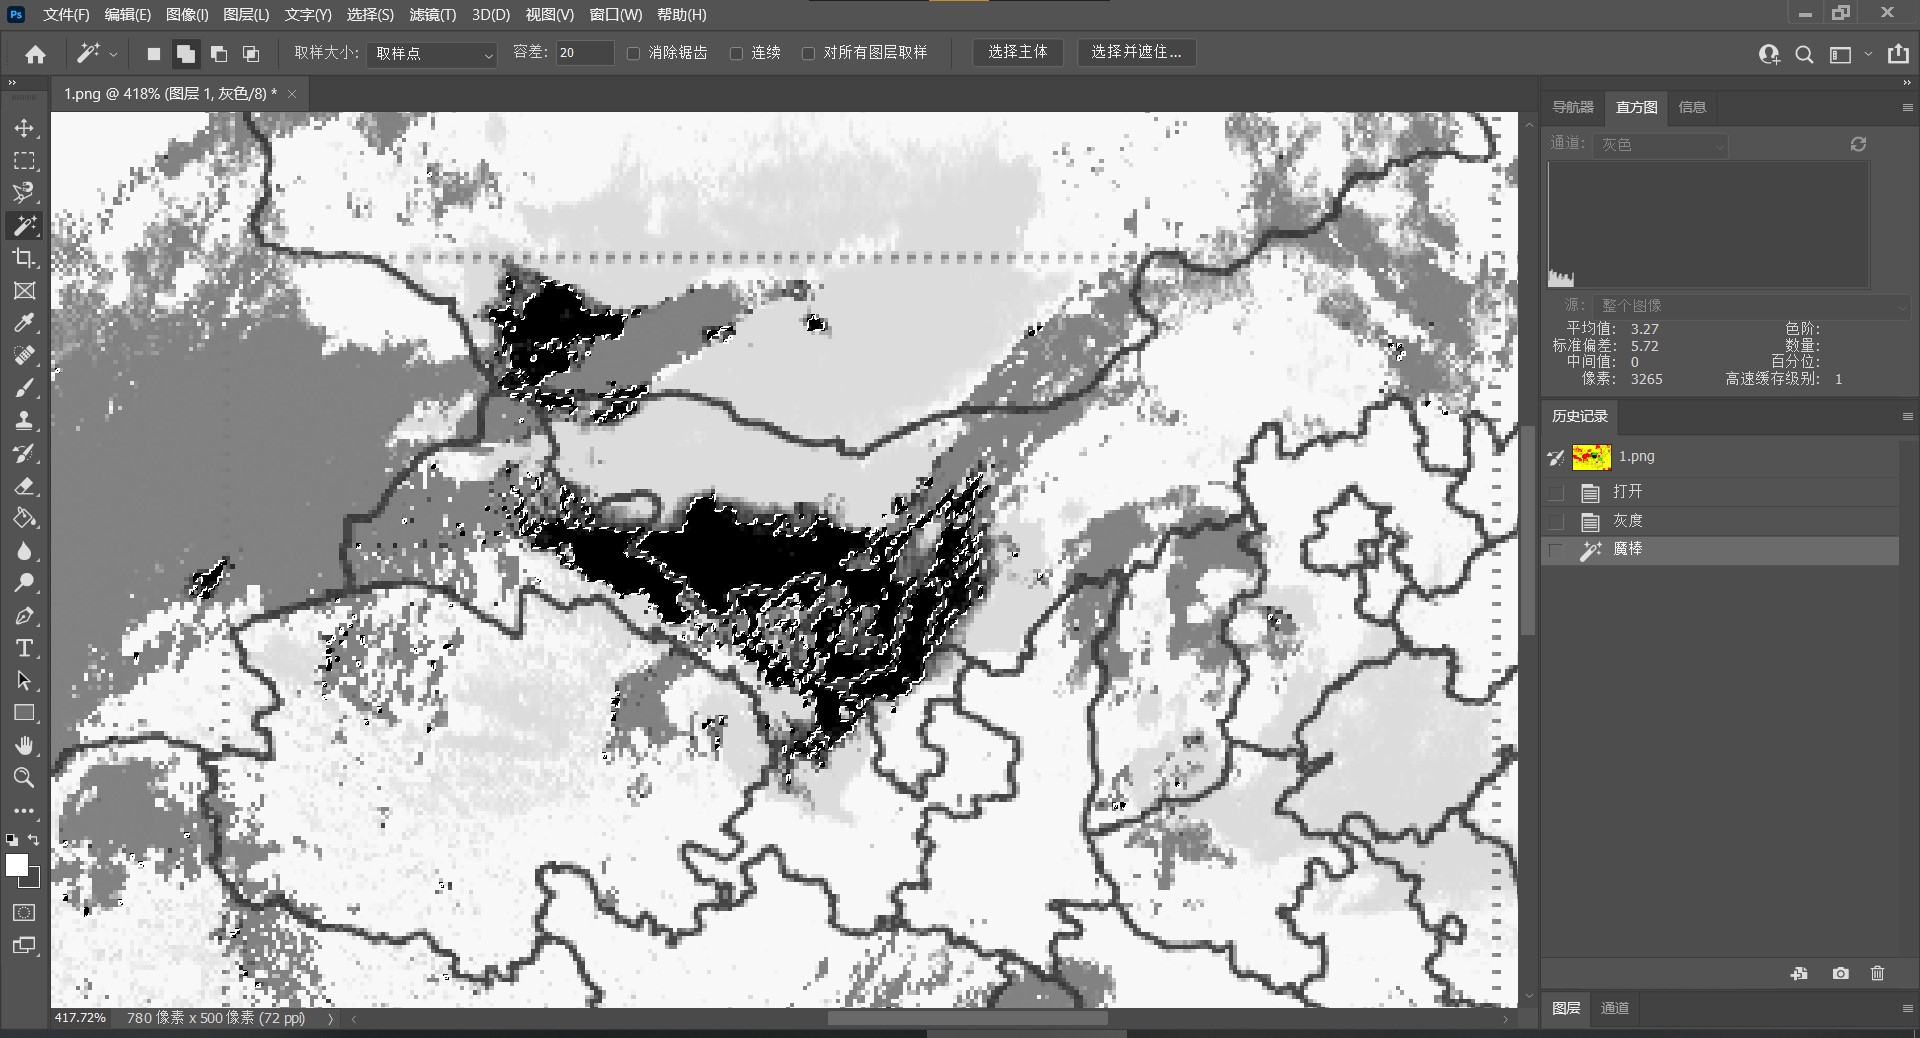 Ps 文件(F) 编辑(E) 图像(I) 图层(L) 文字(Y) 选择(S) 滤镜(T) 3D(D) 视图(V) 窗口(W) 帮助(H)
取样大小: 取样点 容差: 20 消除锯齿 连续 对所有图层取样 选择主体 选择并遮住...
1.png @ 418% (图层 1, 灰色/8) * ×
导航器 直方图 信息
通道: 灰色
源: 整个图像
平均值: 3.27 色阶:
标准偏差: 5.72 数量:
中间值: 0 百分位:
像素: 3265 高速缓存级别: 1
历史记录
1.png
打开
灰度
魔棒
图层 通道
417.72% 780 像素 x 500 像素 (72 ppi)